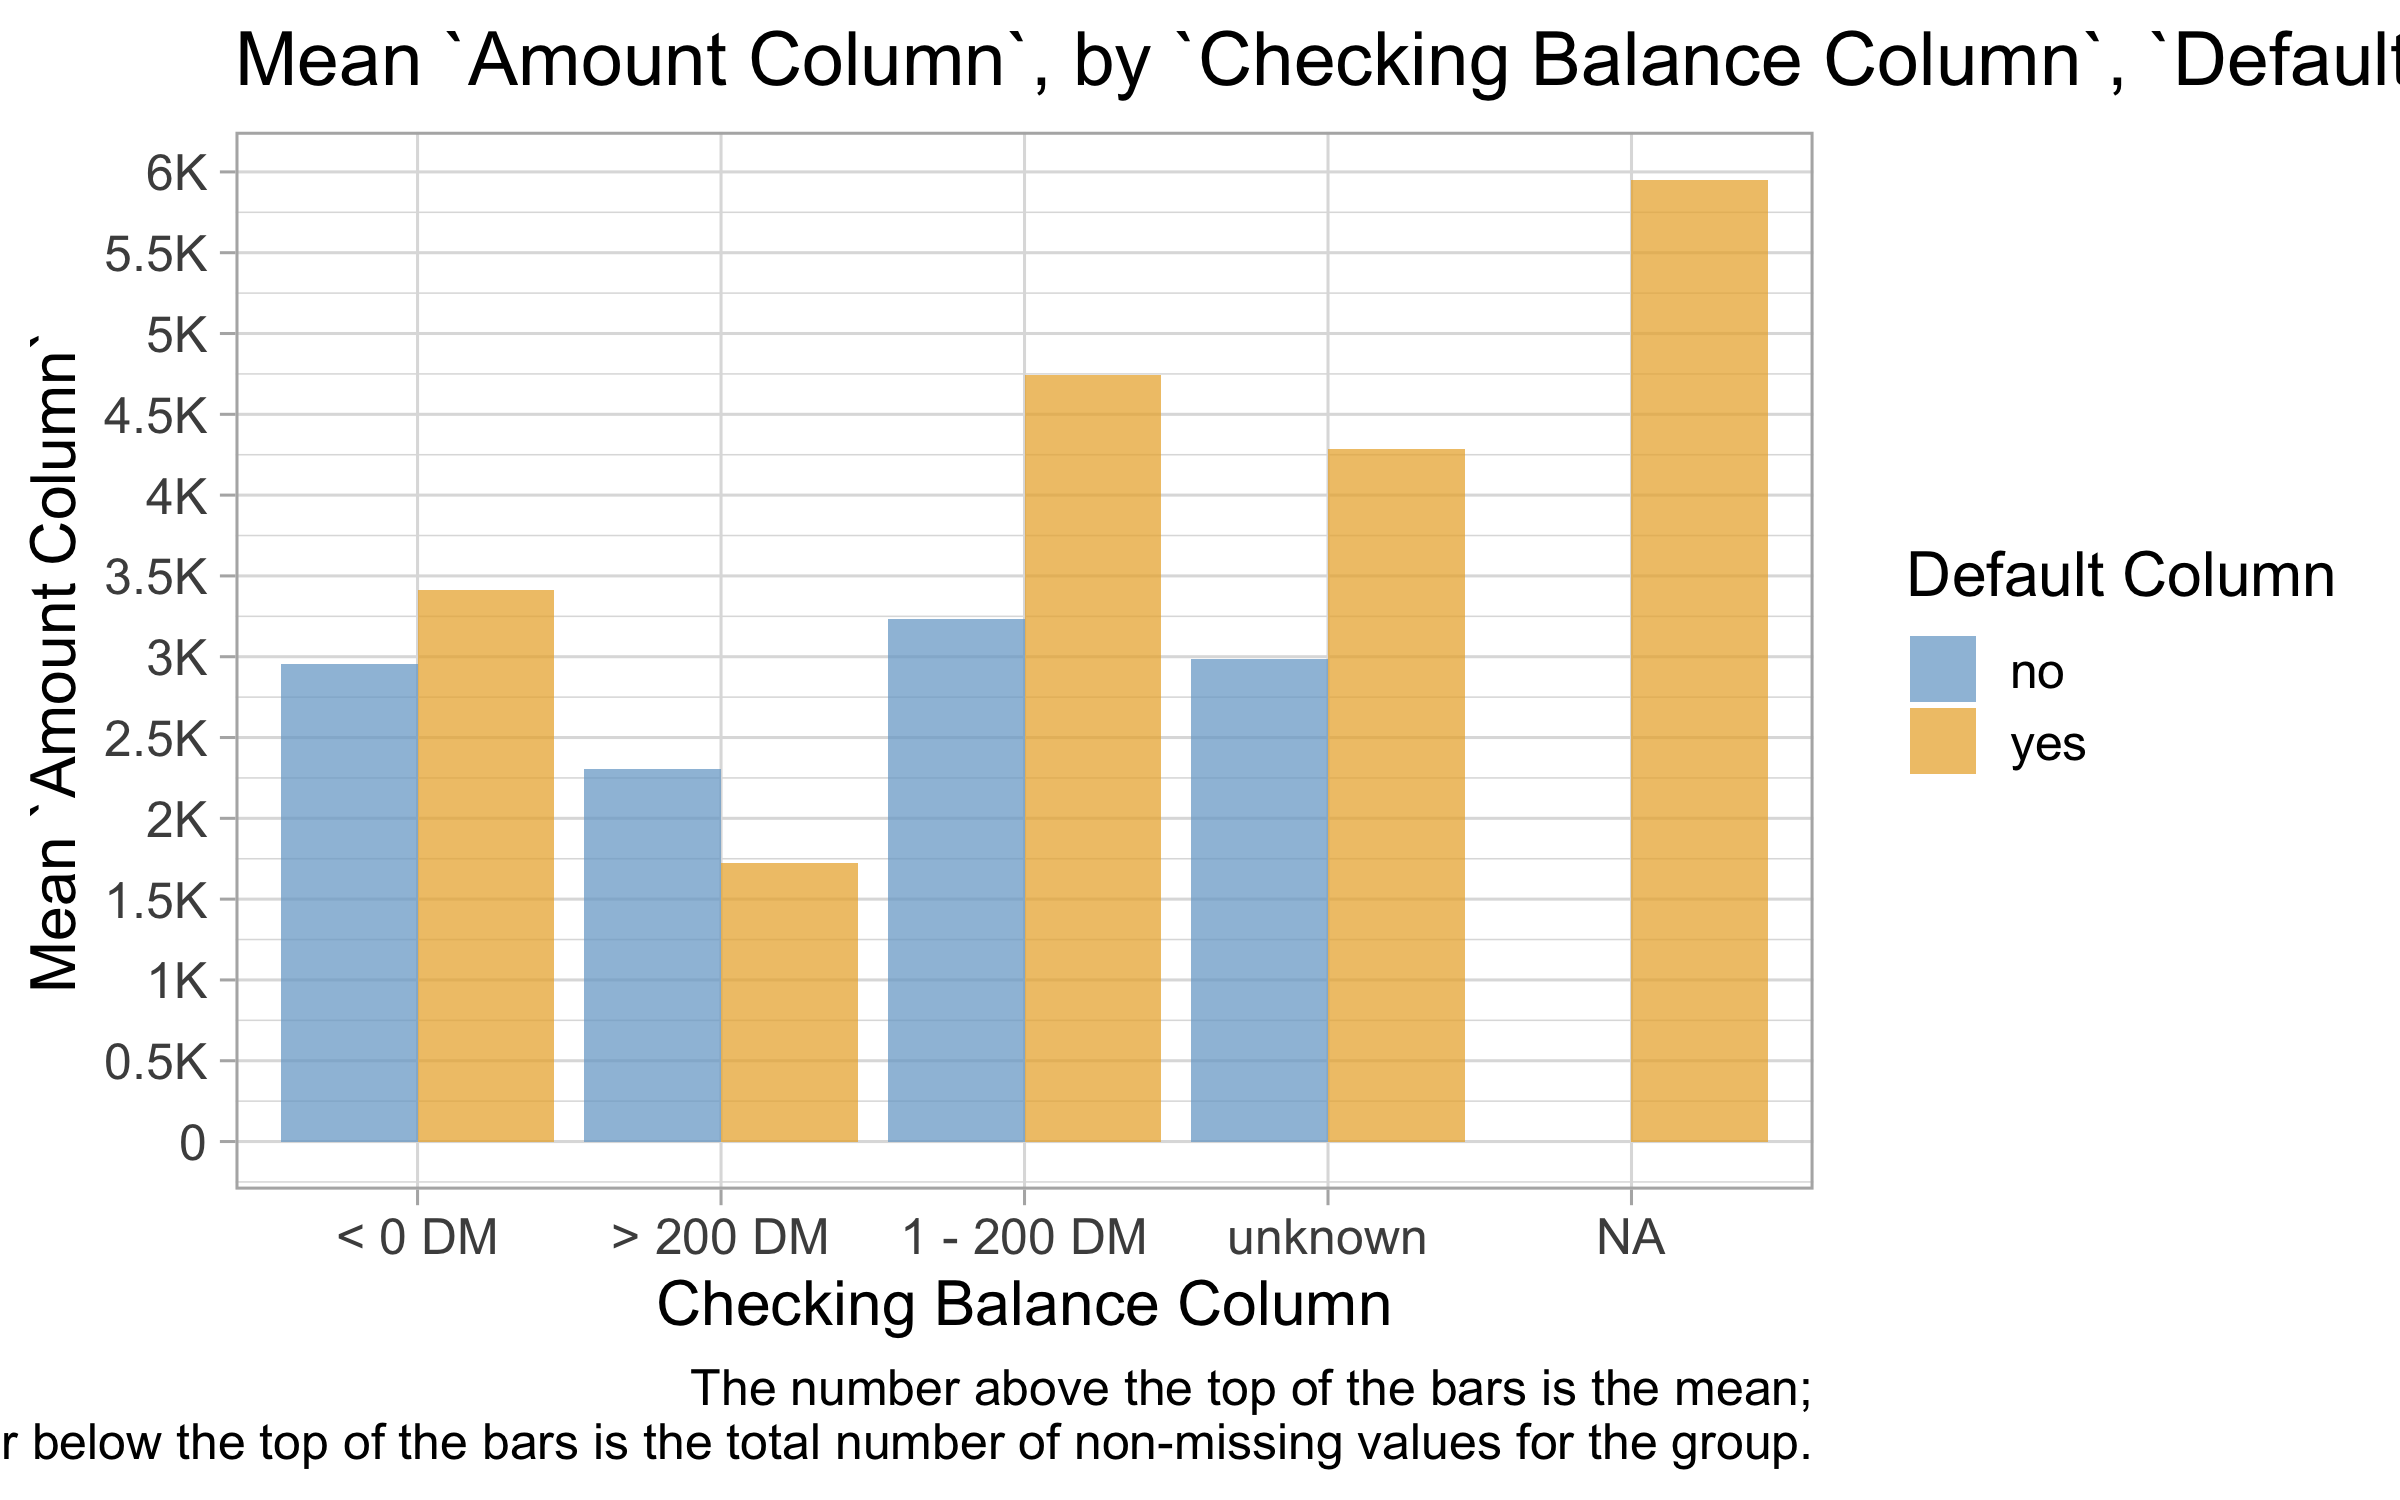 Mean `Amount Column`, by `Checking Balance Column`, `Default
6K
5.5K
5K
4.5K
4K
3.5K
3K
2.5K
2K
1.5K
1K
0.5K
0
Mean `Amount Column`
< 0 DM
> 200 DM
1 - 200 DM
unknown
NA
Checking Balance Column
Default Column
no
yes
The number above the top of the bars is the mean;
r below the top of the bars is the total number of non-missing values for the group.